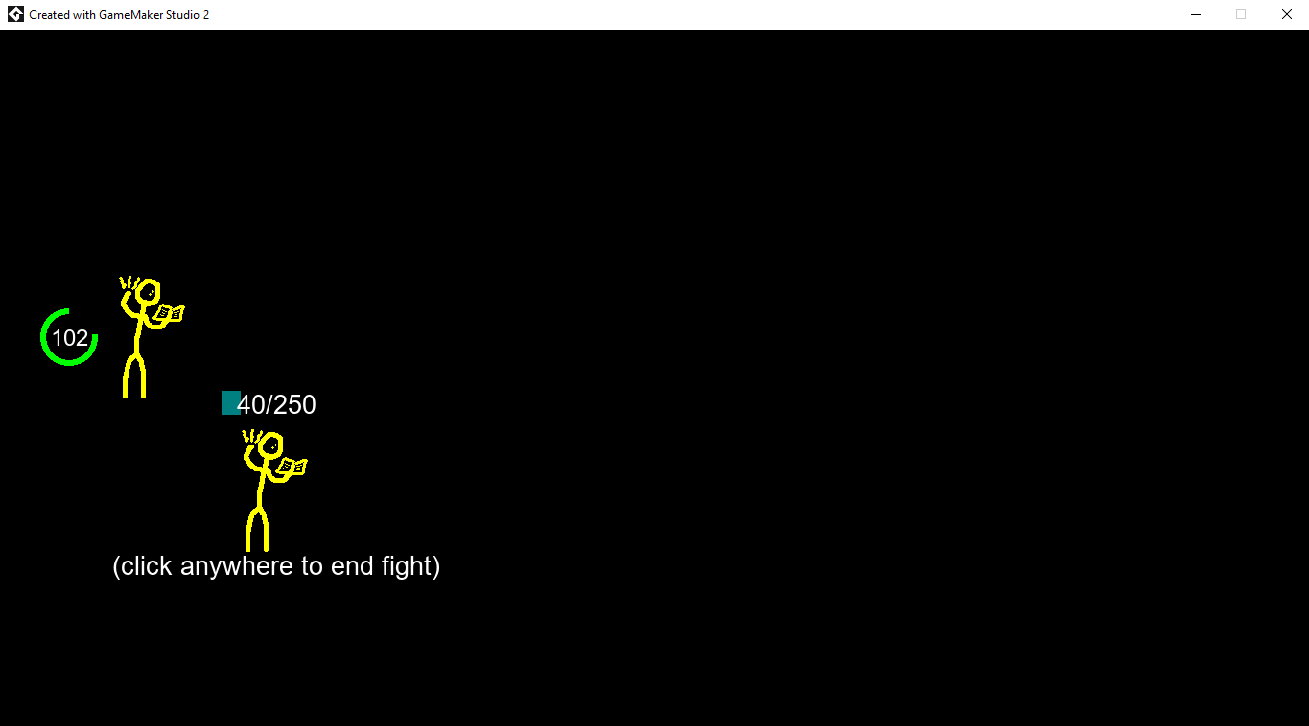 Created with GameMaker Studio 2
102
40/250
(click anywhere to end fight)